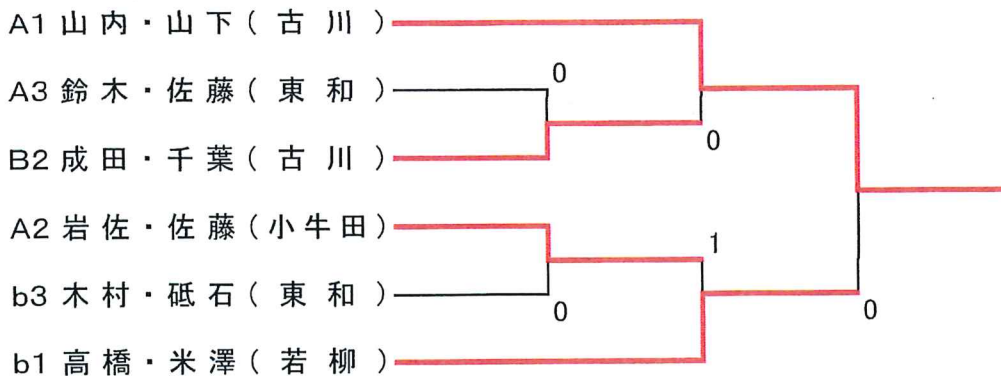 A1 山内・山下(古川)
A3 鈴木・佐藤(東和)
0
B2 成田・千葉(古川)
0
A2 岩佐・佐藤(小牛田)
1
b3 木村・砥石(東和)
0
0
b1 高橋・米澤(若柳)